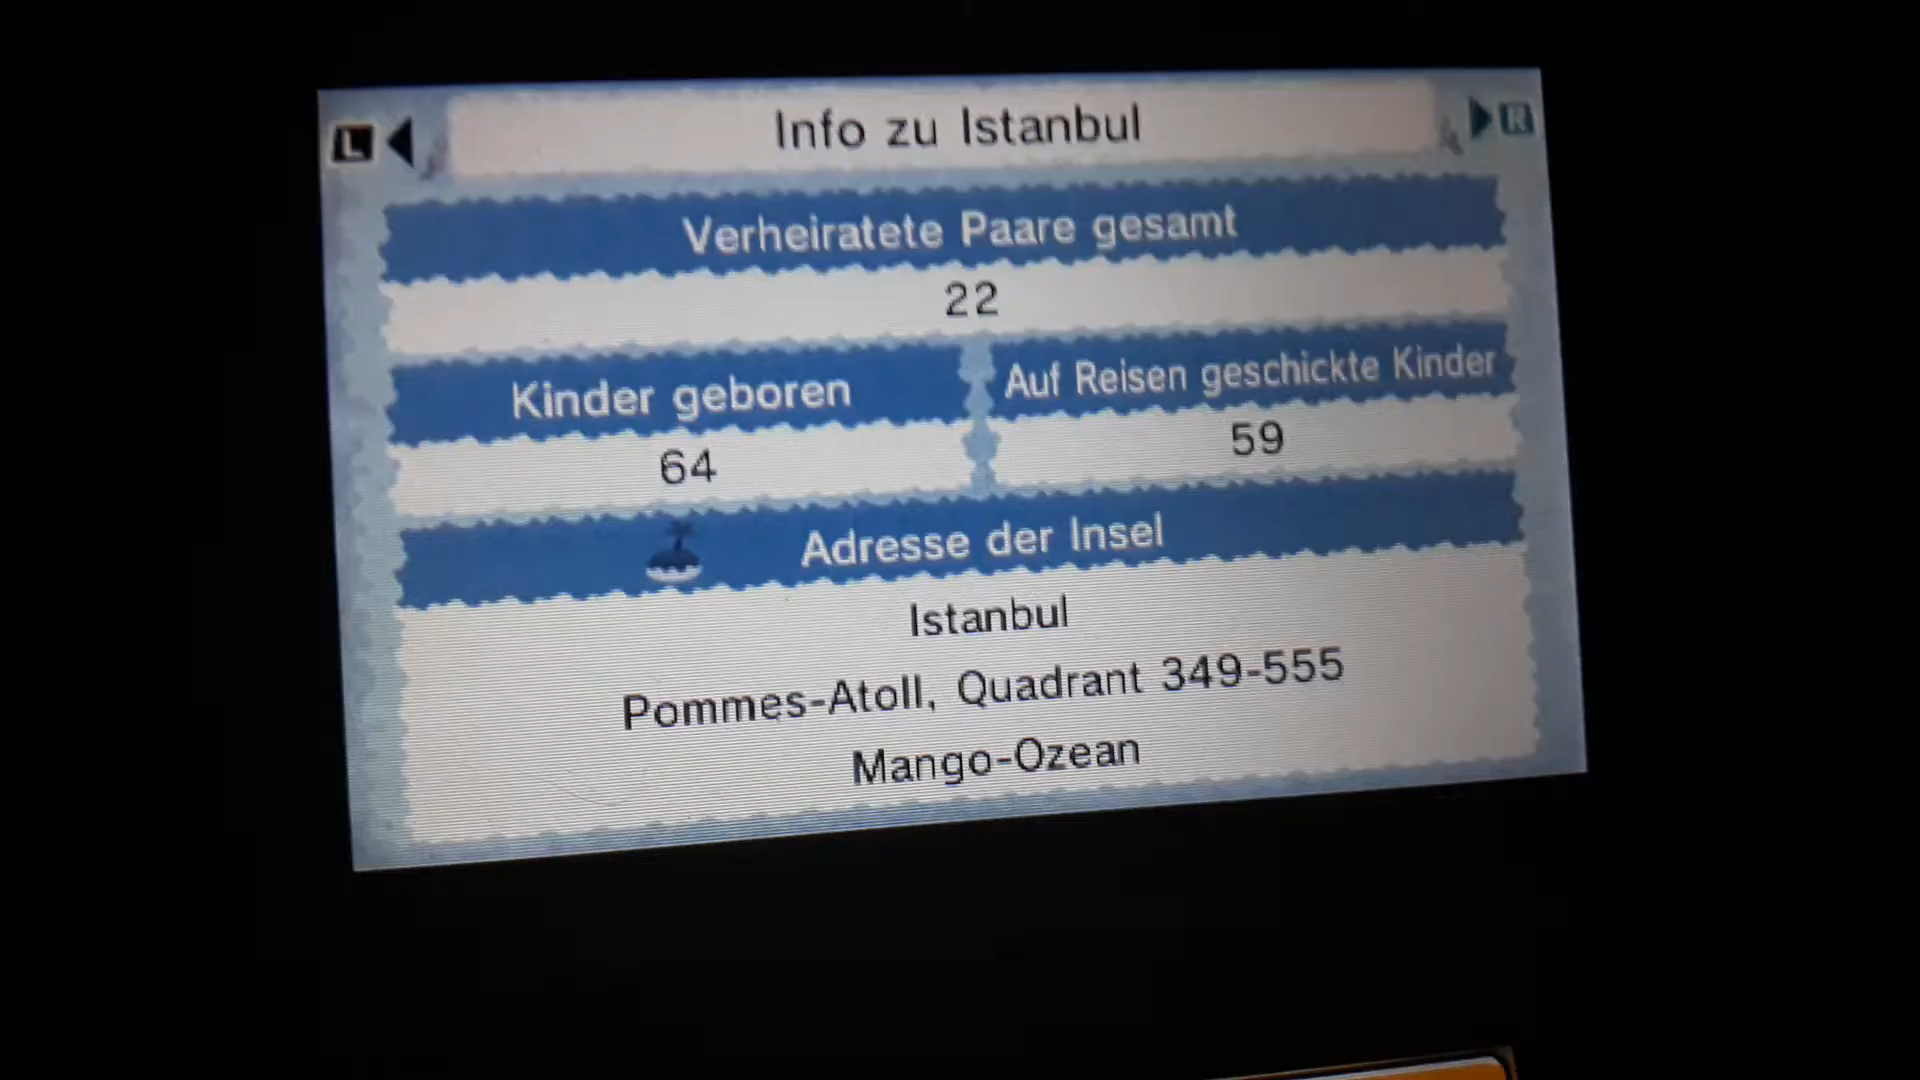 L
Info zu Istanbul
R
Verheiratete Paare gesamt
22
Kinder geboren
Auf Reisen geschickte Kinder
64
59
Adresse der Insel
Istanbul
Pommes-Atoll, Quadrant 349-555
Mango-Ozean